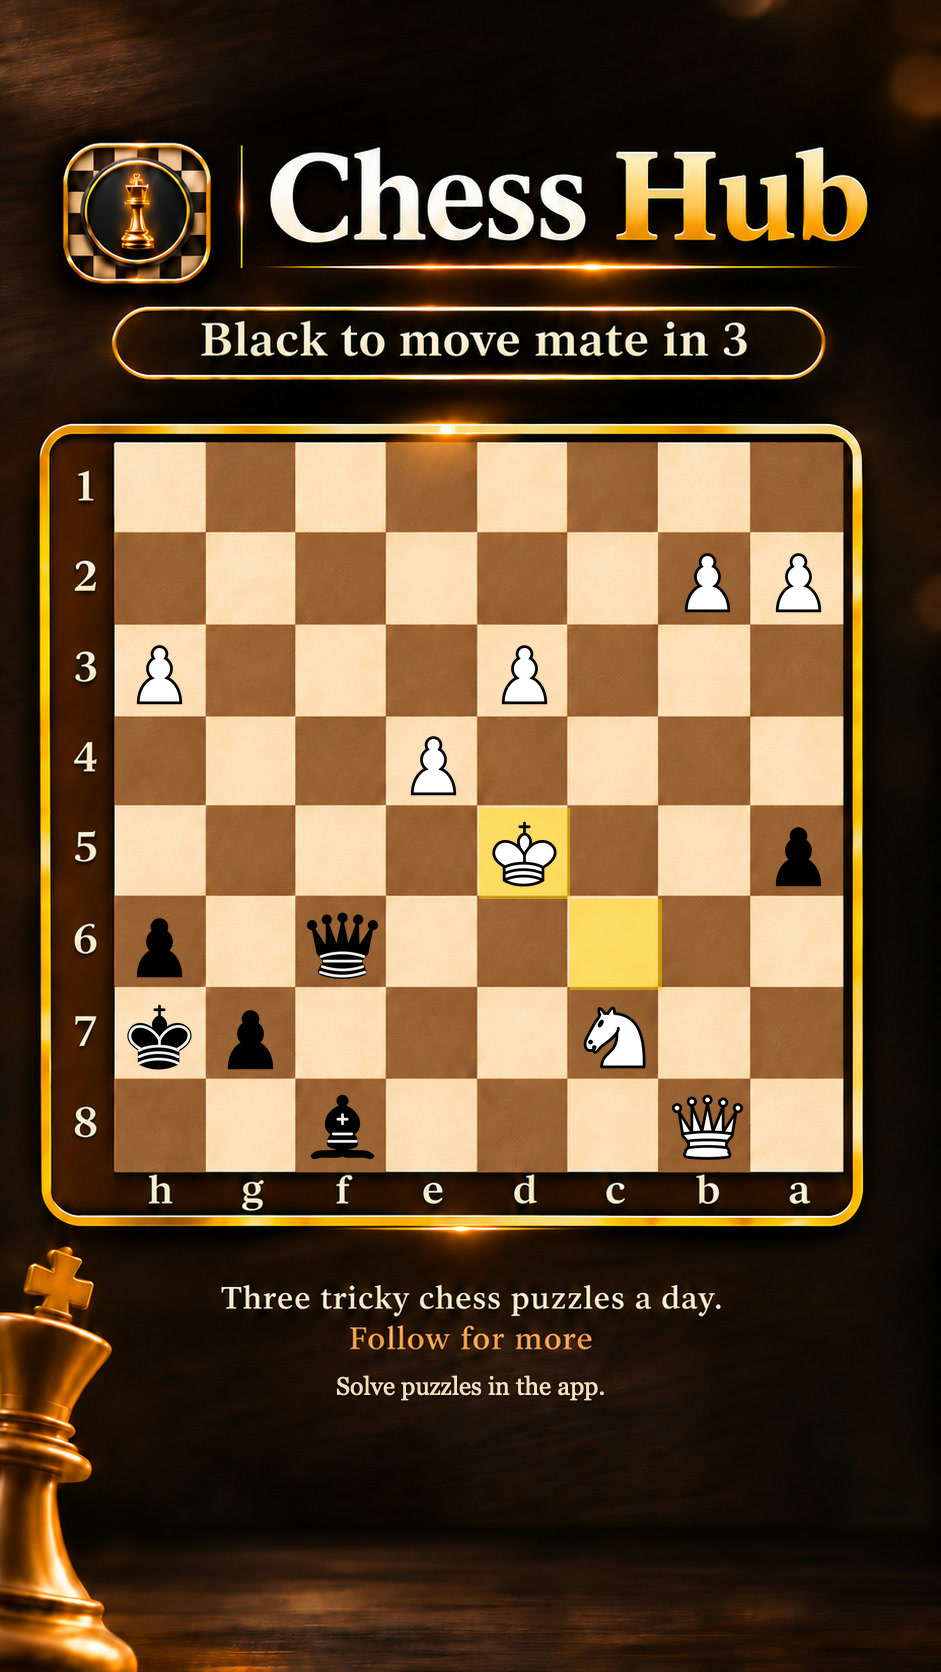 Chess Hub
Black to move mate in 3
1
2
3
4
5
6
7
8
h g f e d c b a
Three tricky chess puzzles a day.
Follow for more
Solve puzzles in the app.